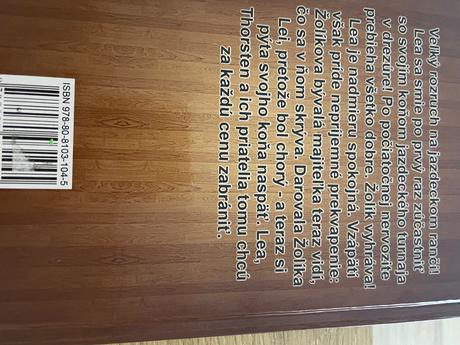 Veľký rozruch na jazdeckom ranči!
Lea sa smie po prvý raz zúčastniť
so svojím koňom jazdeckého turnaja
v drezúre! Po počiatočnej nervozite
prebieha všetko dobre. Žolík vyhráva!
Lea je nadmieru spokojná. Vzápätí
však príde nepríjemné prekvapenie:
Žolíkova bývalá majiteľka teraz vidí,
čo sa v ňom skrýva. Darovala Žolíka
Lei, pretože bol chorý - a teraz si
pýta svojho koňa naspäť. Lea,
Thorsten a ich priatelia tomu chcú
za každú cenu zabrániť.
ISBN 978-80-8103-104-5